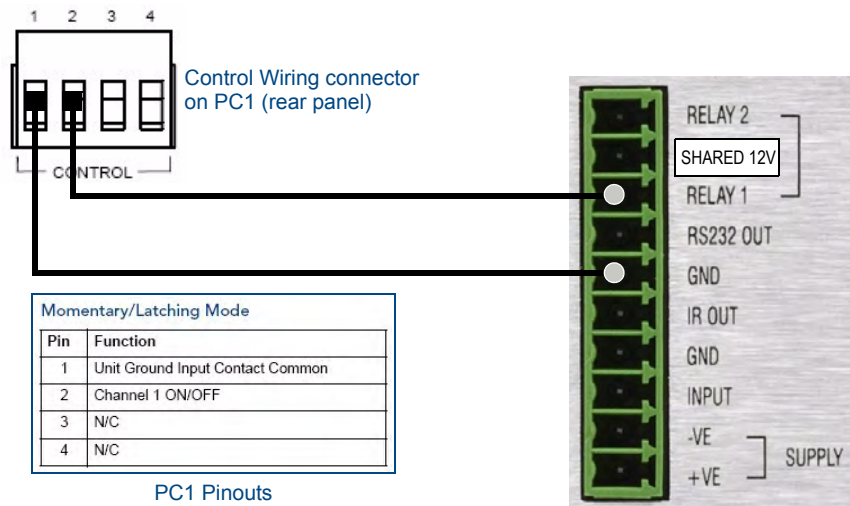 1 2 3 4
Control Wiring connector
on PC1 (rear panel)
CONTROL
RELAY 2
SHARED 12V
RELAY 1
RS232 OUT
GND
IR OUT
GND
INPUT
-VE
+VE
SUPPLY
Momentary/Latching Mode
Pin Function
1 Unit Ground Input Contact Common
2 Channel 1 ON/OFF
3 N/C
4 N/C
PC1 Pinouts